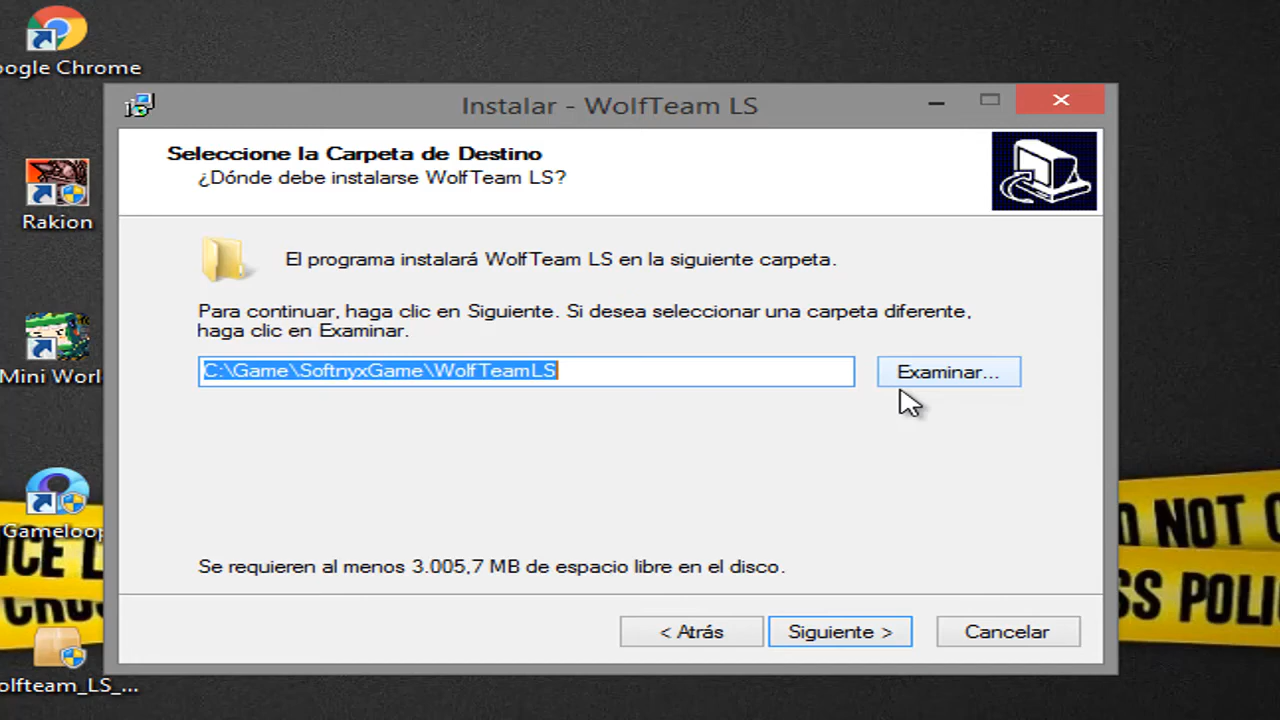 oogle Chrome
Instalar - WolfTeam LS
Seleccione la Carpeta de Destino
¿Dónde debe instalarse WolfTeam LS?
Rakion
El programa instalará WolfTeam LS en la siguiente carpeta.
Para continuar, haga clic en Siguiente. Si desea seleccionar una carpeta diferente,
haga clic en Examinar.
Mini Worl
C:\Game\SoftnyxGame\WolfTeamLS
Examinar...
Gameloop
Se requieren al menos 3.005,7 MB de espacio libre en el disco.
< Atrás
Siguiente >
Cancelar
olfteam_LS_...
ICE L
CROS
D NOT C
SS POLI